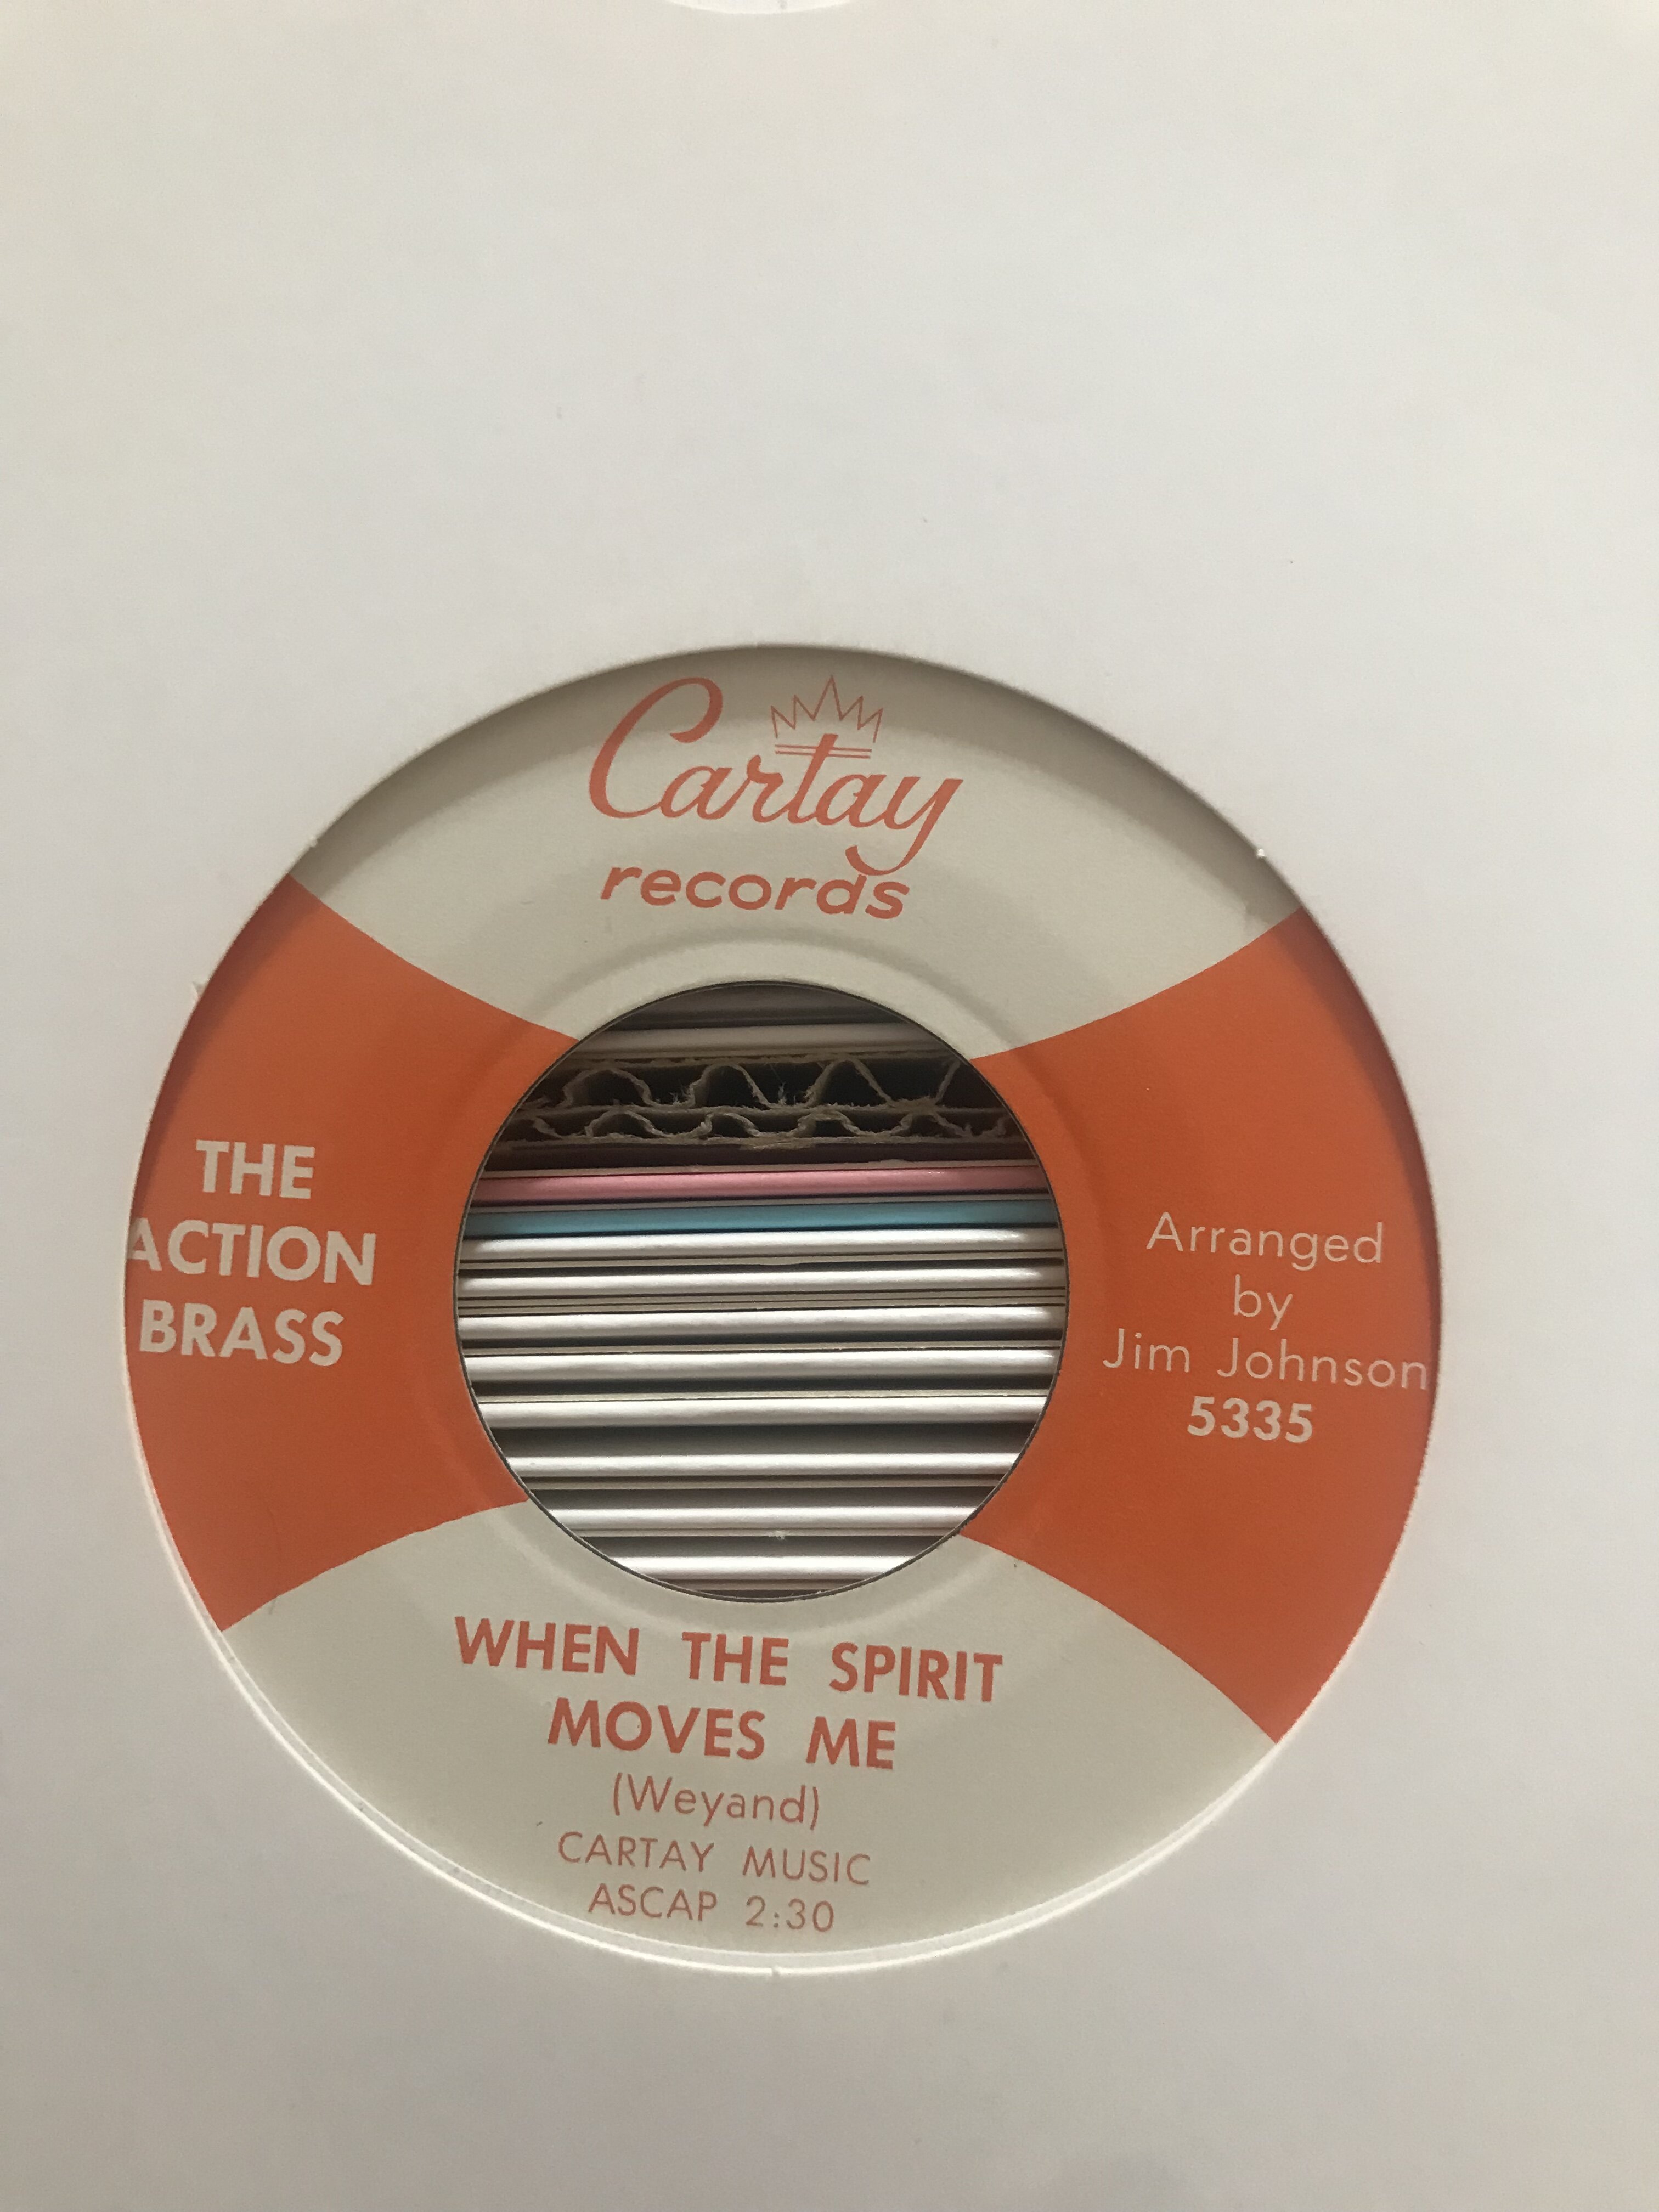 Cartay
records
THE
ACTION
BRASS
Arranged
by
Jim Johnson
5335
WHEN THE SPIRIT
MOVES ME
(Weyand)
CARTAY MUSIC
ASCAP 2:30